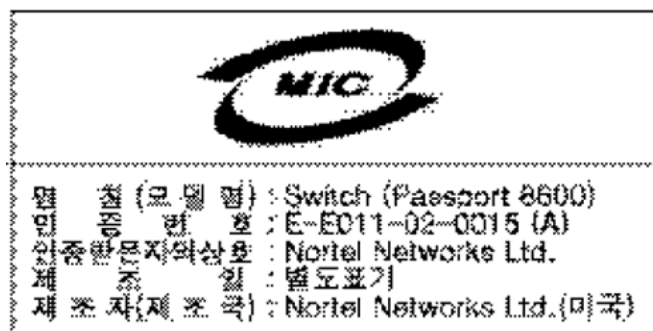 MIC
명 칭 (모 델 명) : Switch (Passport 8600)
인 증 번 호 : E-E011-02-0015 (A)
인증받은자의상호 : Nortel Networks Ltd.
제 조 일 : 별도표기
제 조 자(제 조 국) : Nortel Networks Ltd.(미국)